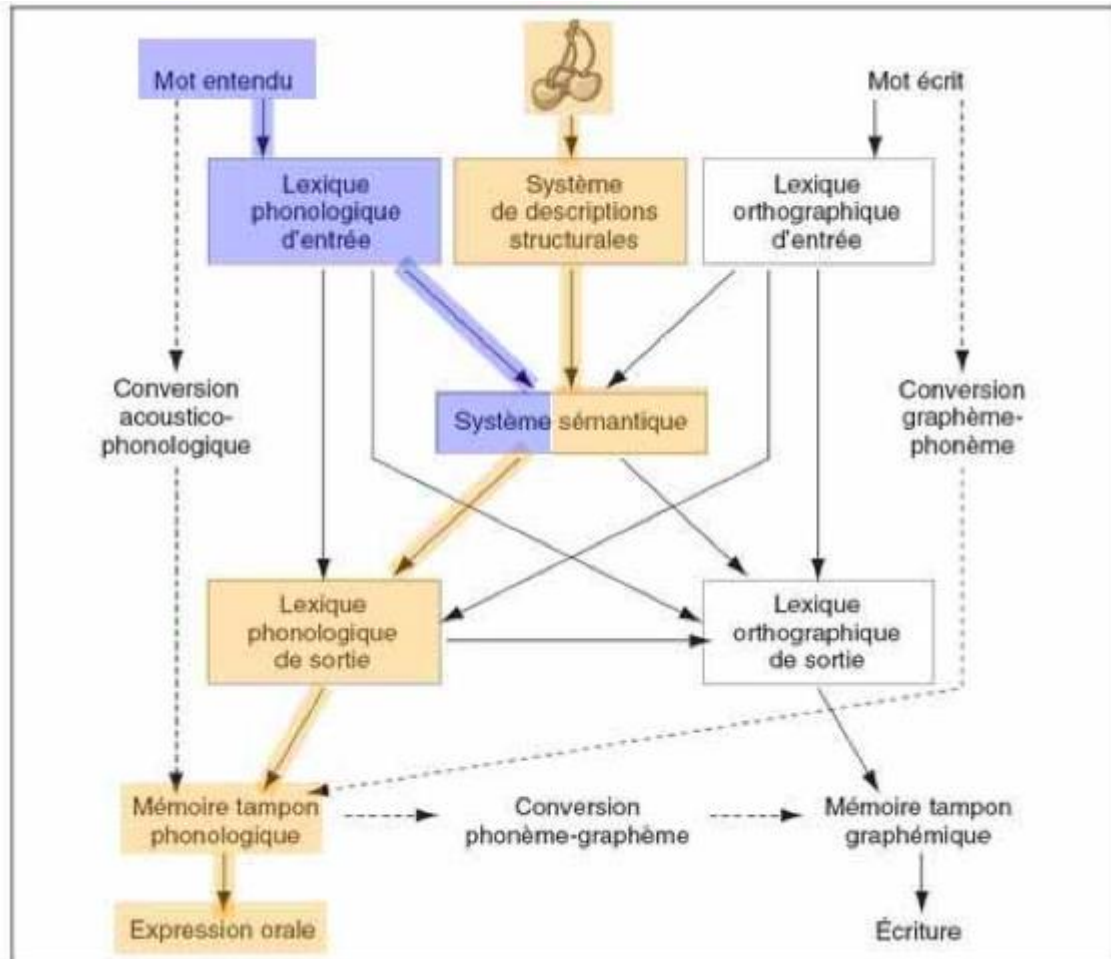 Mot entendu
Mot écrit
Lexique
phonologique
d'entrée
Système
de descriptions
structurales
Lexique
orthographique
d'entrée
Conversion
acoustico-
phonologique
Système sémantique
Conversion
graphème-
phonème
Lexique
phonologique
de sortie
Lexique
orthographique
de sortie
Mémoire tampon
phonologique
Conversion
phonème-graphème
Mémoire tampon
graphémique
Expression orale
Écriture